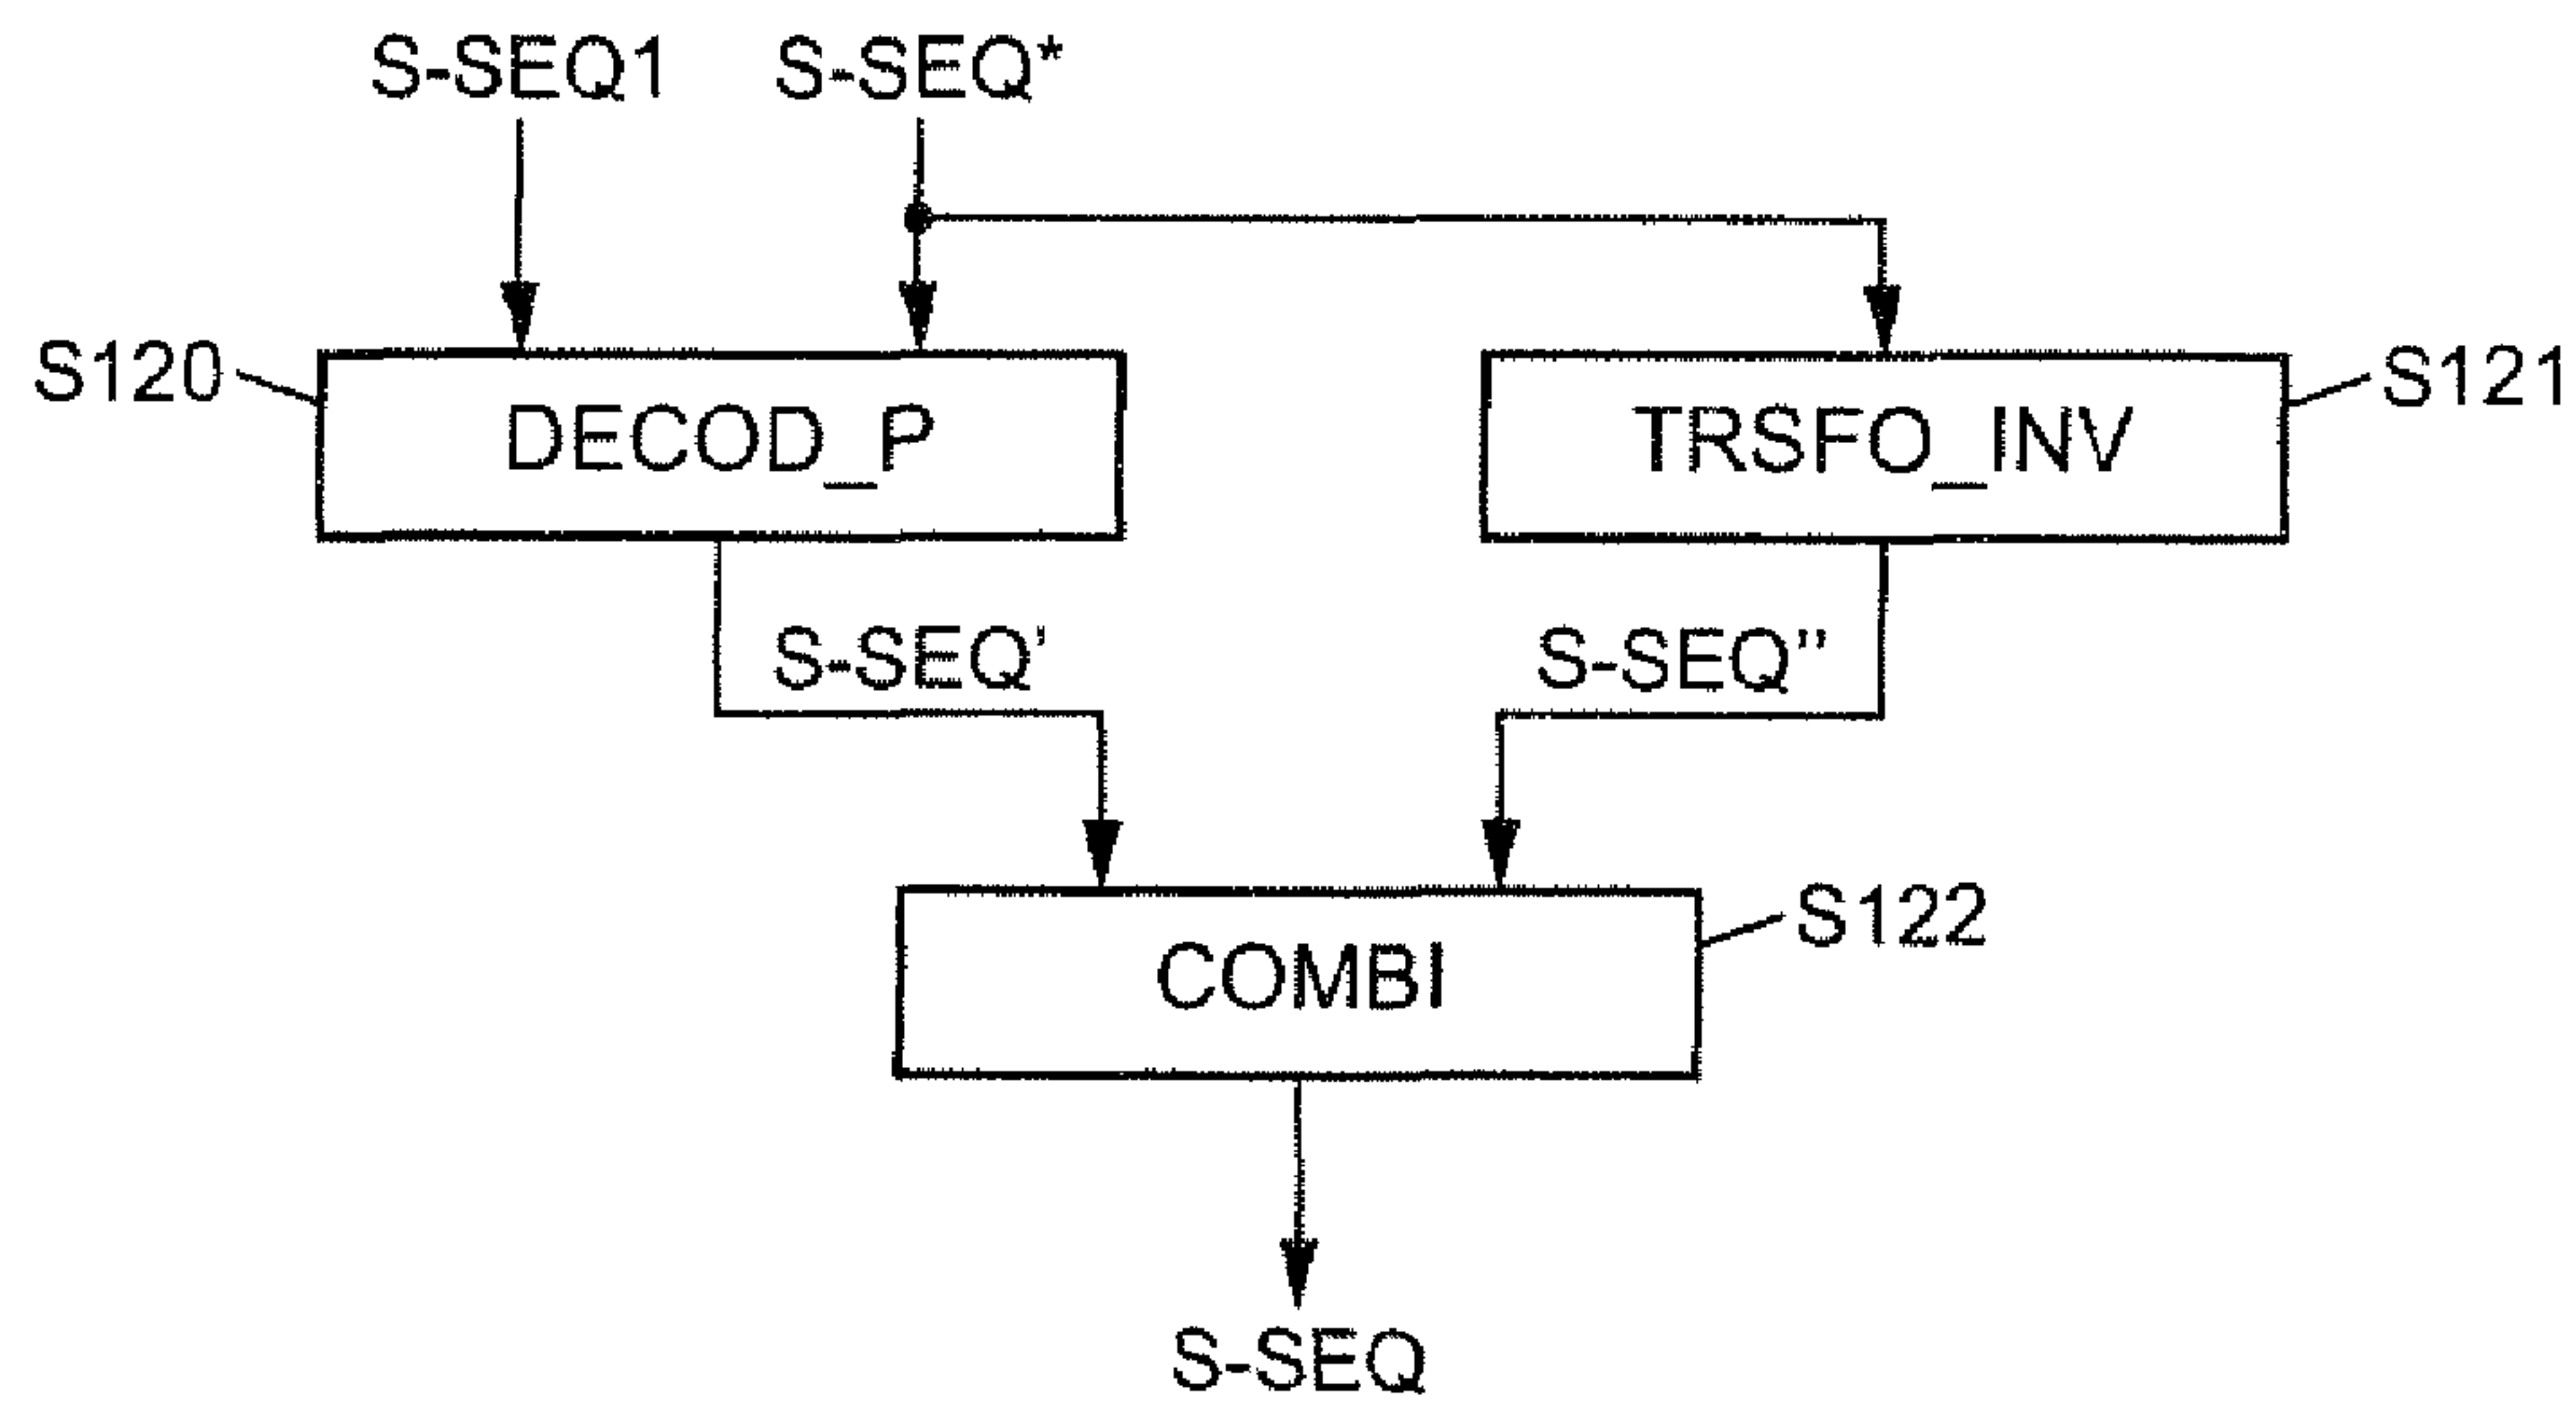 S-SEQ1 S-SEQ*
S120 DECOD_P TRSFO_INV S121
S-SEQ' S-SEQ''
COMBI S122
S-SEQ